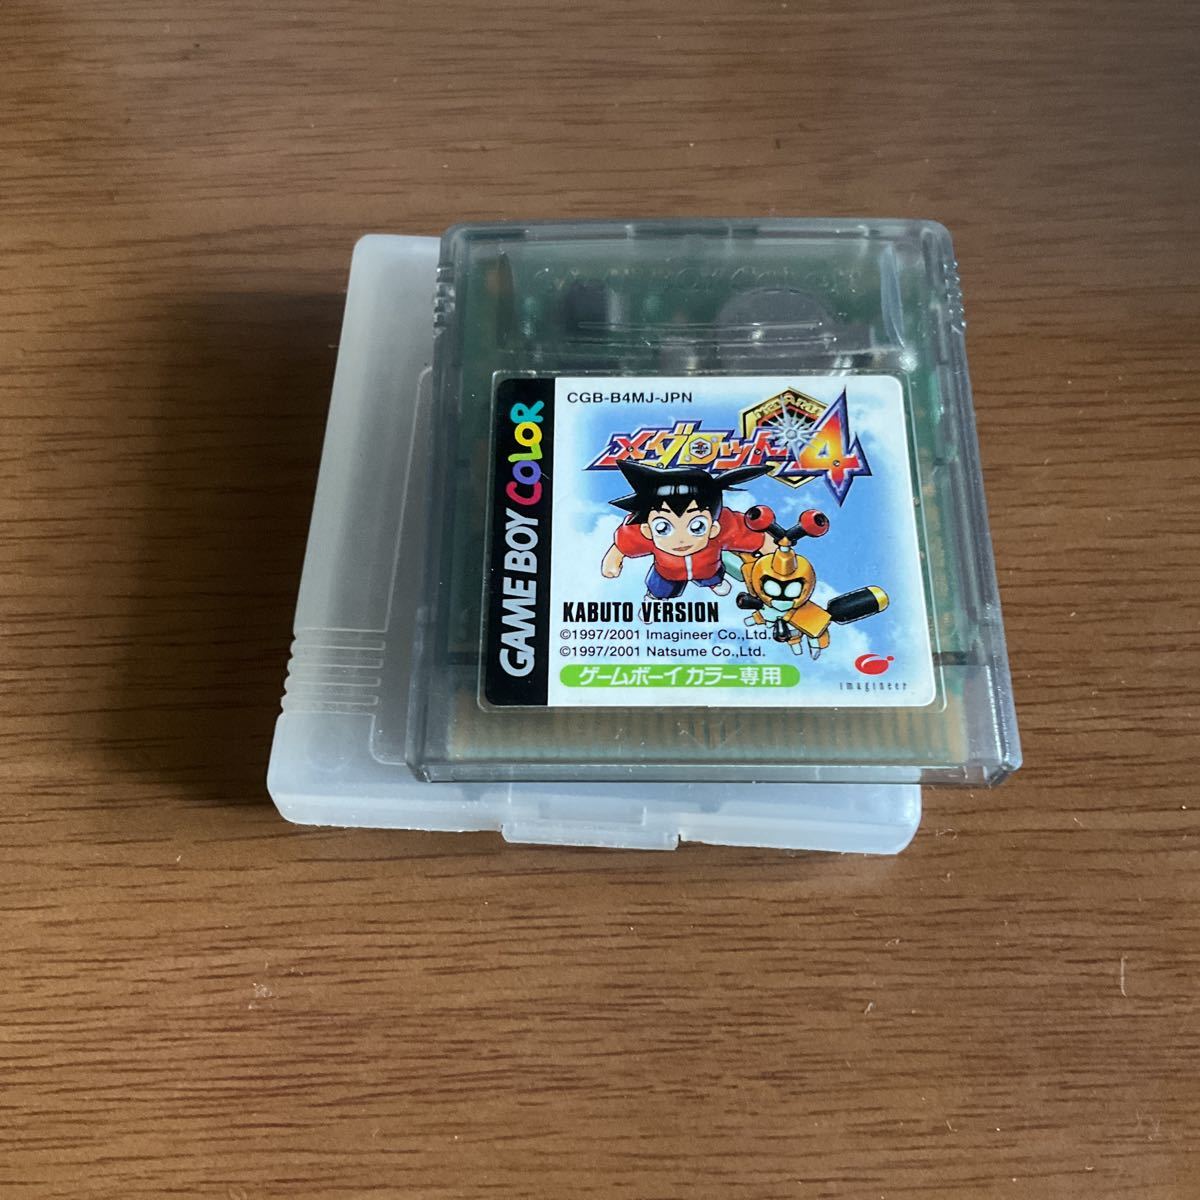 CGB-B4MJ-JPN
メダロット4
GAME BOY COLOR
KABUTO VERSION
©1997/2001 Imagineer Co.,Ltd.
©1997/2001 Natsume Co.,Ltd.
ゲームボーイカラー専用
imagineer